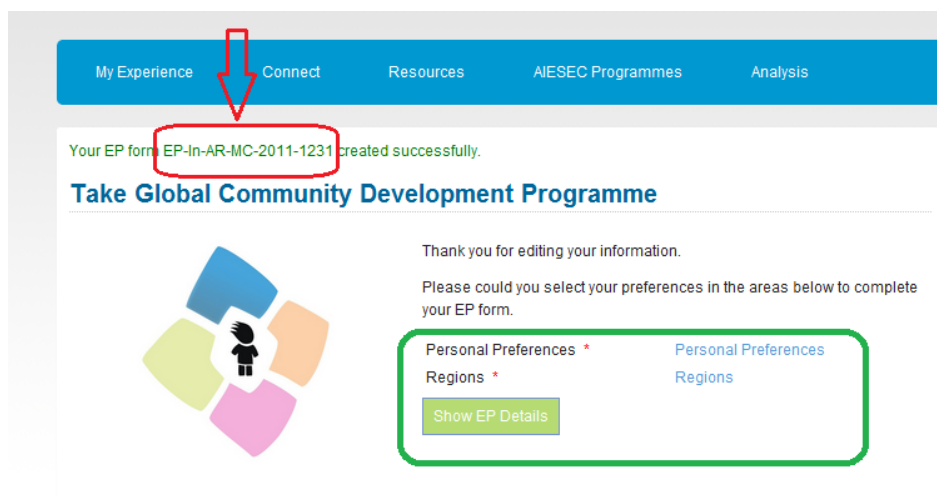 My Experience Connect Resources AIESEC Programmes Analysis
Your EP form EP-In-AR-MC-2011-1231 created successfully.
Take Global Community Development Programme
Thank you for editing your information.
Please could you select your preferences in the areas below to complete
your EP form.
Personal Preferences * Personal Preferences
Regions * Regions
Show EP Details